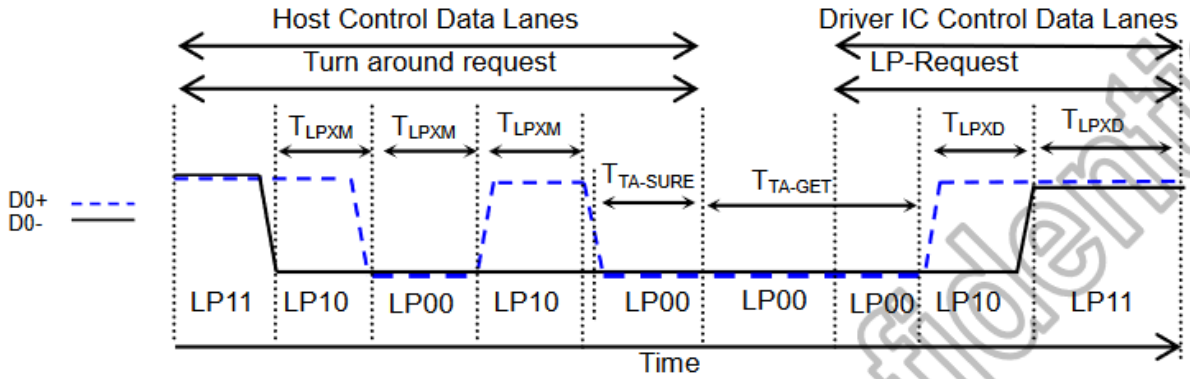 Host Control Data Lanes Driver IC Control Data Lanes
Turn around request LP-Request
TLPXM TLPXM TLPXM TLPXD TLPXD
TTA-SURE TTA-GET
D0+
D0-
LP11 LP10 LP00 LP10 LP00 LP00 LP00 LP10 LP11
Time